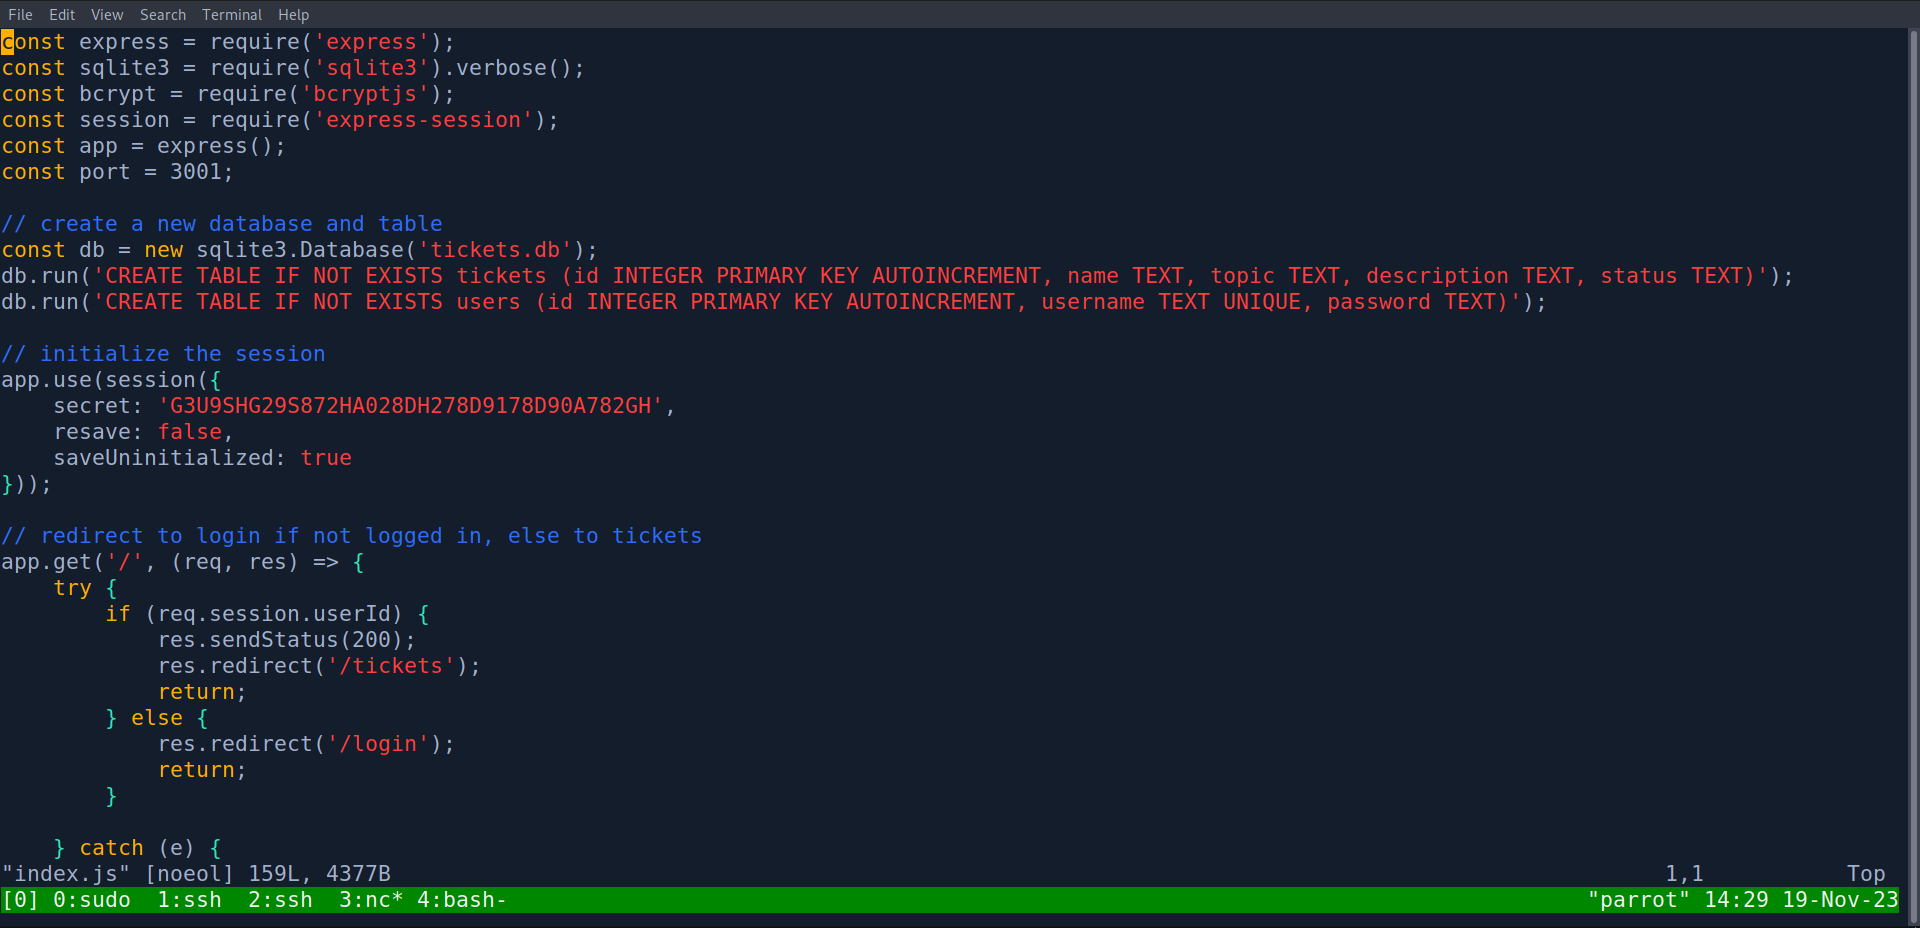 File Edit View Search Terminal Help
const express = require('express');
const sqlite3 = require('sqlite3').verbose();
const bcrypt = require('bcryptjs');
const session = require('express-session');
const app = express();
const port = 3001;
// create a new database and table
const db = new sqlite3.Database('tickets.db');
db.run('CREATE TABLE IF NOT EXISTS tickets (id INTEGER PRIMARY KEY AUTOINCREMENT, name TEXT, topic TEXT, description TEXT, status TEXT)');
db.run('CREATE TABLE IF NOT EXISTS users (id INTEGER PRIMARY KEY AUTOINCREMENT, username TEXT UNIQUE, password TEXT)');
// initialize the session
app.use(session({
    secret: 'G3U9SHG29S872HA028DH278D9178D90A782GH',
    resave: false,
    saveUninitialized: true
}));
// redirect to login if not logged in, else to tickets
app.get('/', (req, res) => {
    try {
        if (req.session.userId) {
            res.sendStatus(200);
            res.redirect('/tickets');
            return;
        } else {
            res.redirect('/login');
            return;
        }
    } catch (e) {
"index.js" [noeol] 159L, 4377B 1,1 Top
[0] 0:sudo 1:ssh 2:ssh 3:nc* 4:bash- "parrot" 14:29 19-Nov-23